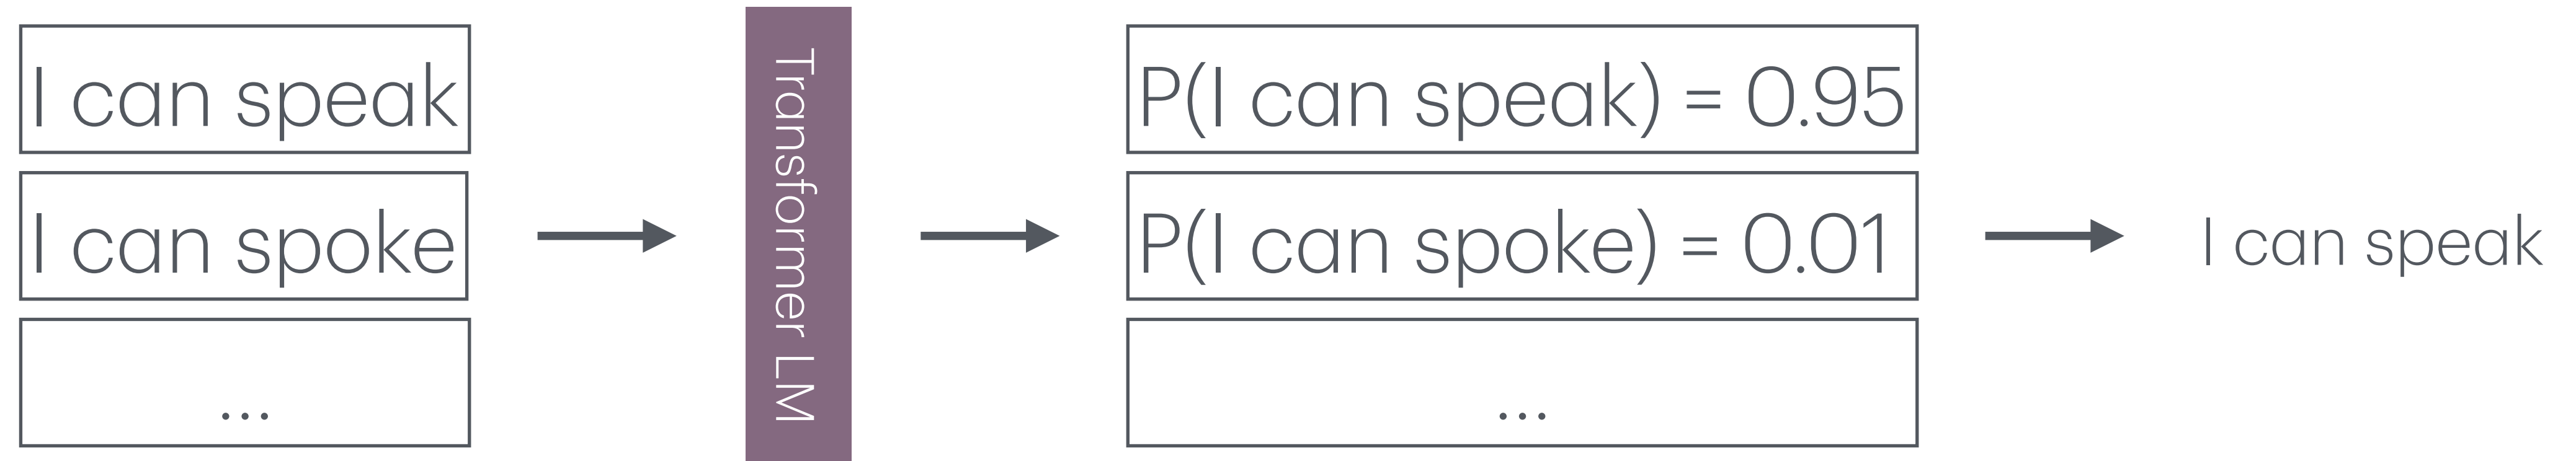 I can speak
I can spoke
...
Transformer LM
P(I can speak) = 0.95
P(I can spoke) = 0.01
...
I can speak